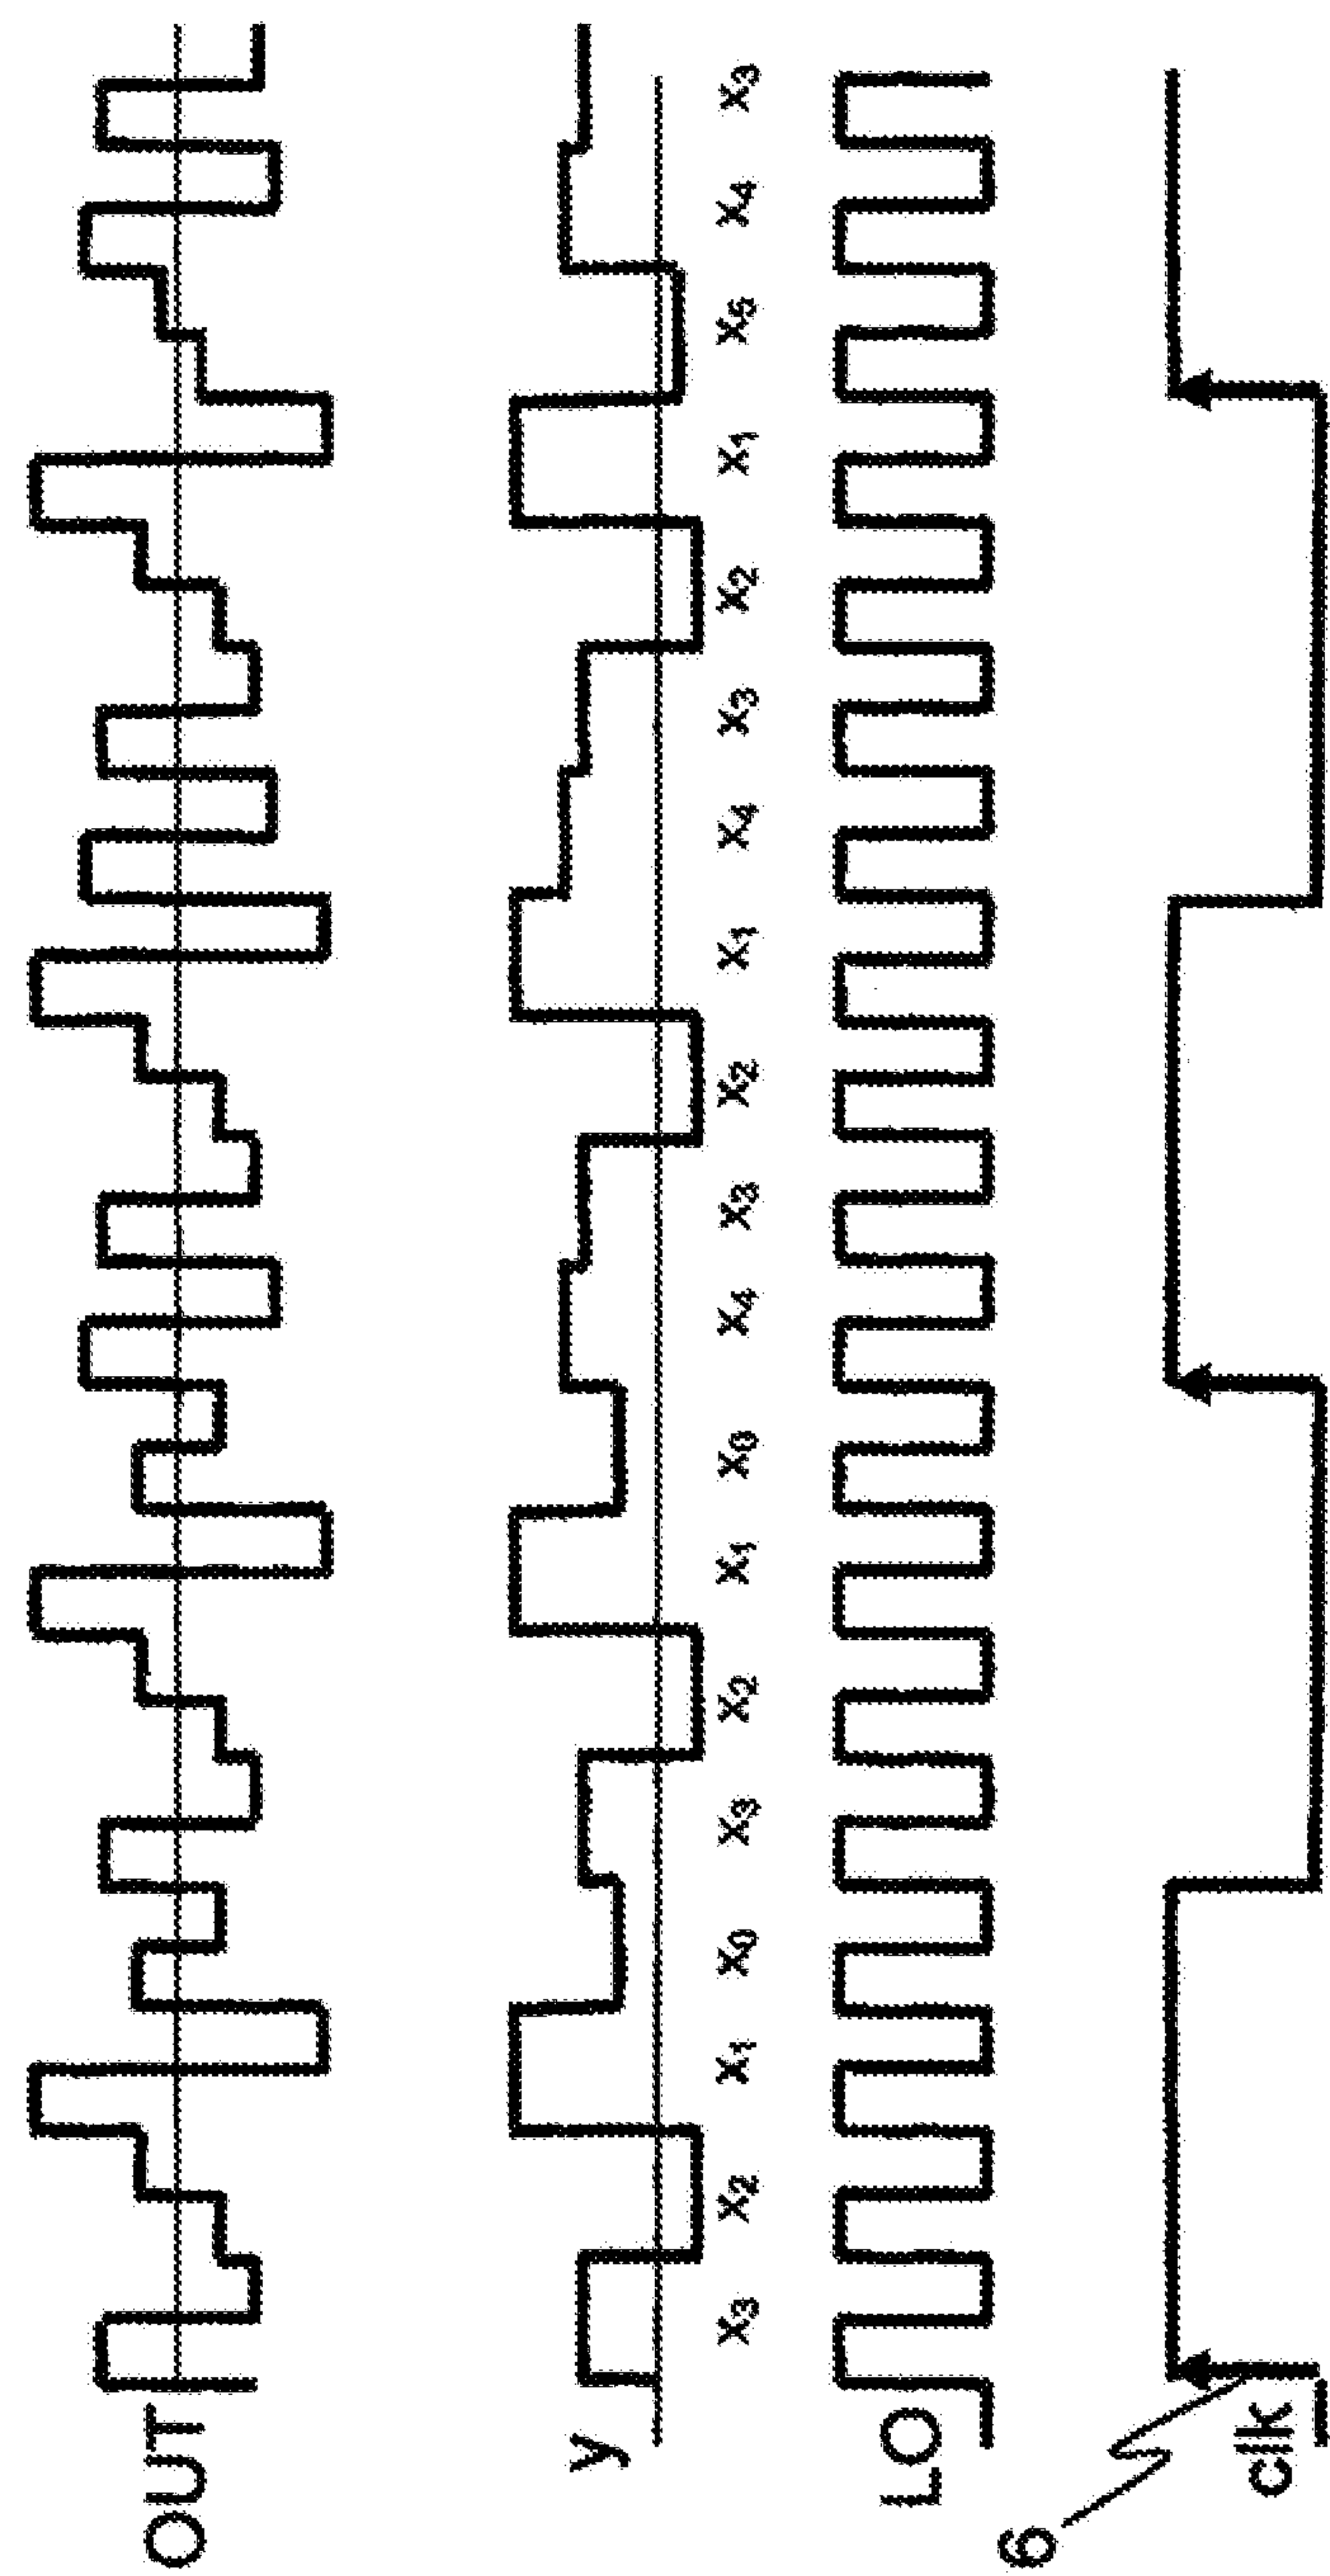 OUT
y
x₃ x₂ x₁ x₀ x₃ x₂ x₁ x₀ x₄ x₃ x₂ x₁ x₄ x₃ x₂ x₁ x₅ x₄ x₃
LO
6
clk